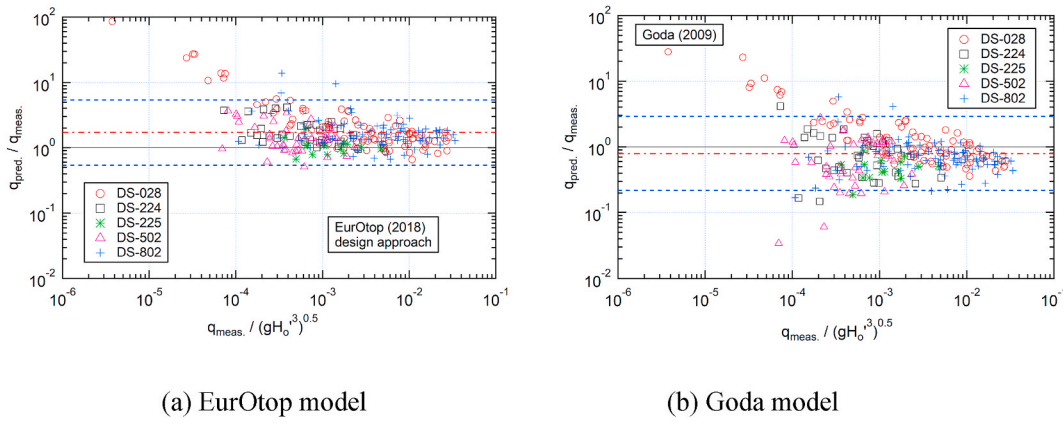 10^2
10^1
10^0
10^-1
10^-2
q_pred. / q_meas.
DS-028
DS-224
DS-225
DS-502
DS-802
EurOtop (2018)
design approach
10^-6 10^-5 10^-4 10^-3 10^-2 10^-1
q_meas. / (gH_o'^3)^0.5
(a) EurOtop model
10^2
10^1
10^0
10^-1
10^-2
q_pred. / q_meas.
Goda (2009)
DS-028
DS-224
DS-225
DS-502
DS-802
10^-6 10^-5 10^-4 10^-3 10^-2 10^-1
q_meas. / (gH_o'^3)^0.5
(b) Goda model